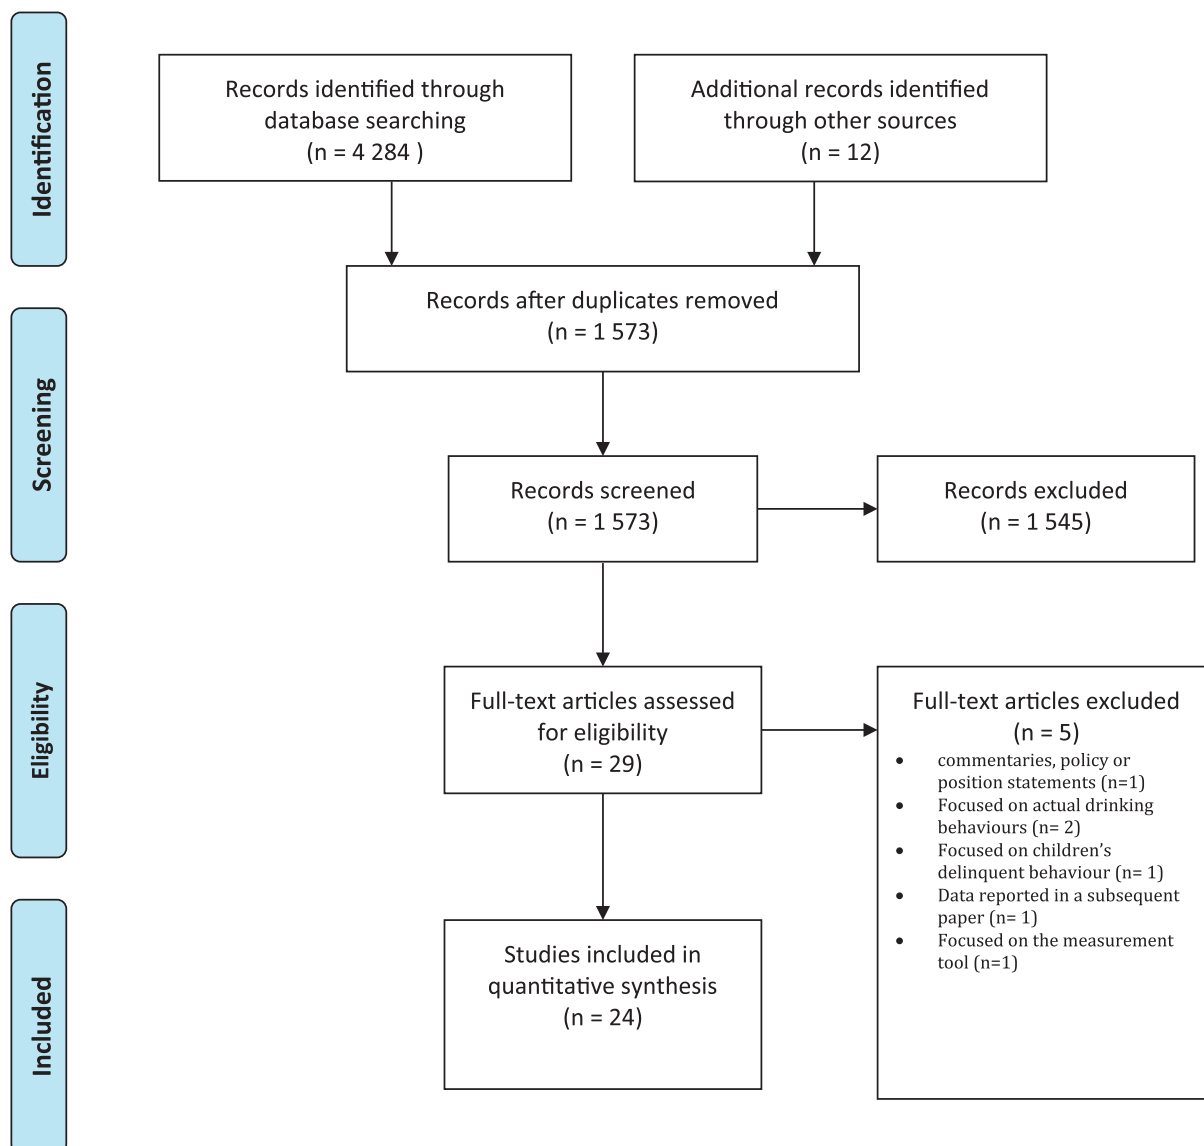 Identification
Records identified through
database searching
(n = 4 284 )
Additional records identified
through other sources
(n = 12)
Records after duplicates removed
(n = 1 573)
Screening
Records screened
(n = 1 573)
Records excluded
(n = 1 545)
Eligibility
Full-text articles assessed
for eligibility
(n = 29)
Full-text articles excluded
(n = 5)
• commentaries, policy or
position statements (n=1)
• Focused on actual drinking
behaviours (n= 2)
• Focused on children’s
delinquent behaviour (n= 1)
• Data reported in a subsequent
paper (n= 1)
• Focused on the measurement
tool (n=1)
Included
Studies included in
quantitative synthesis
(n = 24)